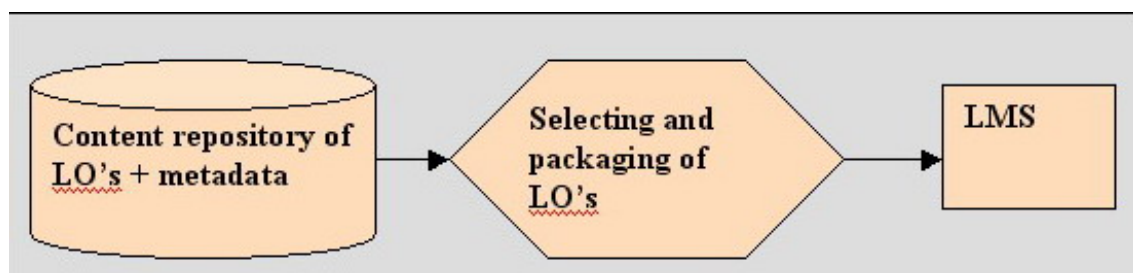 Content repository of
LO’s + metadata
Selecting and
packaging of
LO’s
LMS